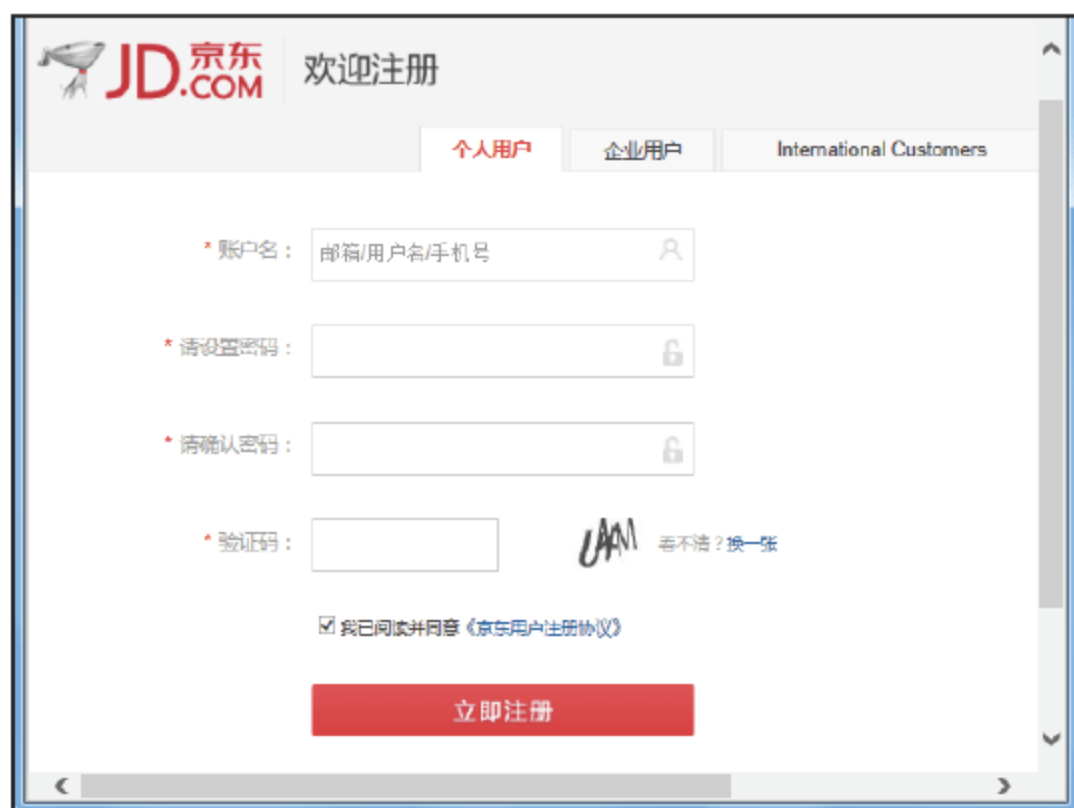 JD.京东.COM 欢迎注册
个人用户 企业用户 International Customers
* 账户名： 邮箱/用户名/手机号
* 请设置密码：
* 请确认密码：
* 验证码： 看不清？换一张
我已阅读并同意《京东用户注册协议》
立即注册